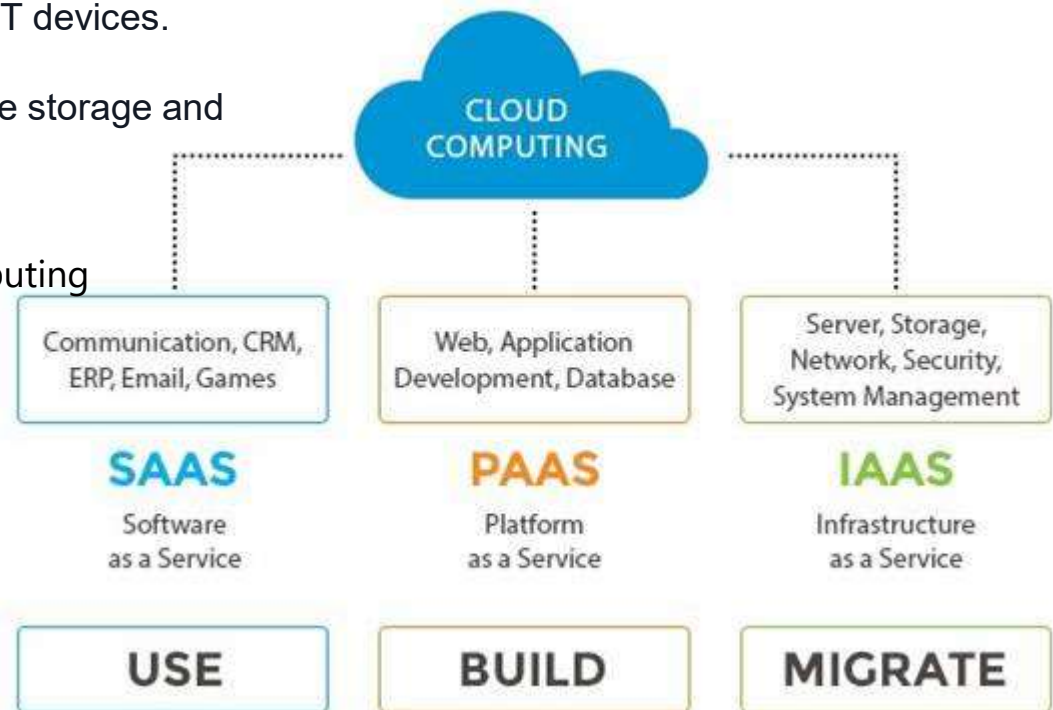 T devices.
e storage and
puting
CLOUD
COMPUTING
Communication, CRM,
ERP, Email, Games
SAAS
Software
as a Service
USE
Web, Application
Development, Database
PAAS
Platform
as a Service
BUILD
Server, Storage,
Network, Security,
System Management
IAAS
Infrastructure
as a Service
MIGRATE